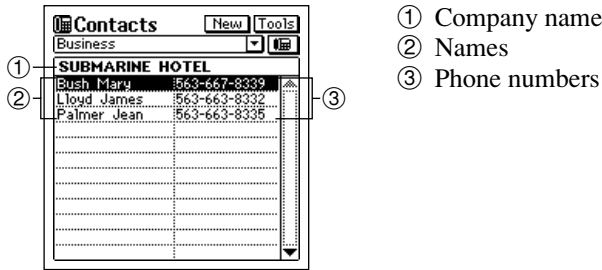 Contacts New Tools
Business
① SUBMARINE HOTEL
② ③
Bush Mary 563-667-8339
Lloyd James 563-663-8332
Palmer Jean 563-663-8335
① Company name
② Names
③ Phone numbers